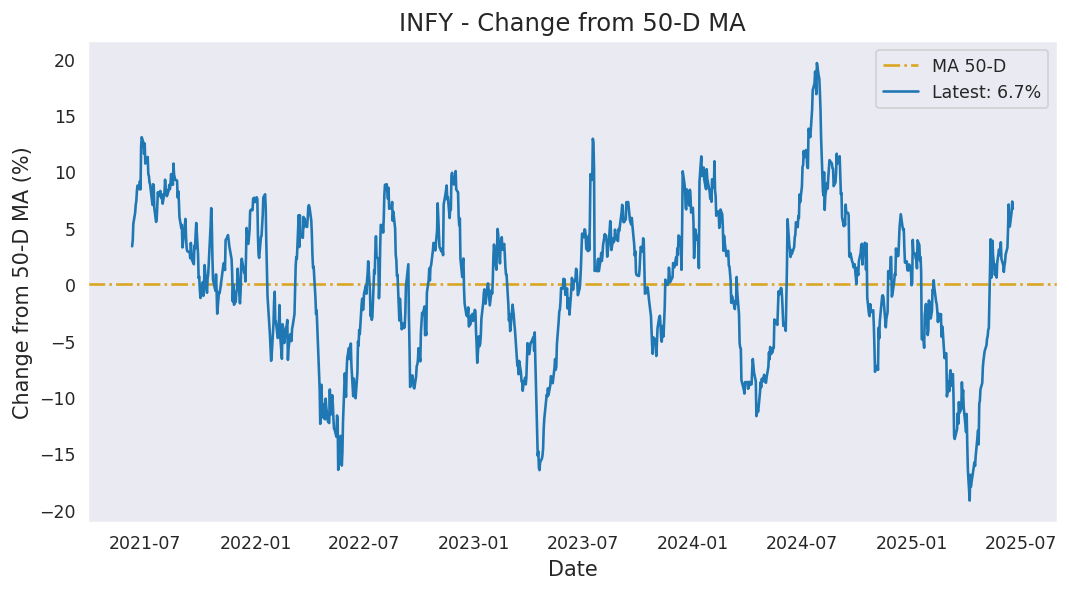 INFY - Change from 50-D MA
MA 50-D
Latest: 6.7%
Change from 50-D MA (%)
20
15
10
5
0
−5
−10
−15
−20
2021-07 2022-01 2022-07 2023-01 2023-07 2024-01 2024-07 2025-01 2025-07
Date